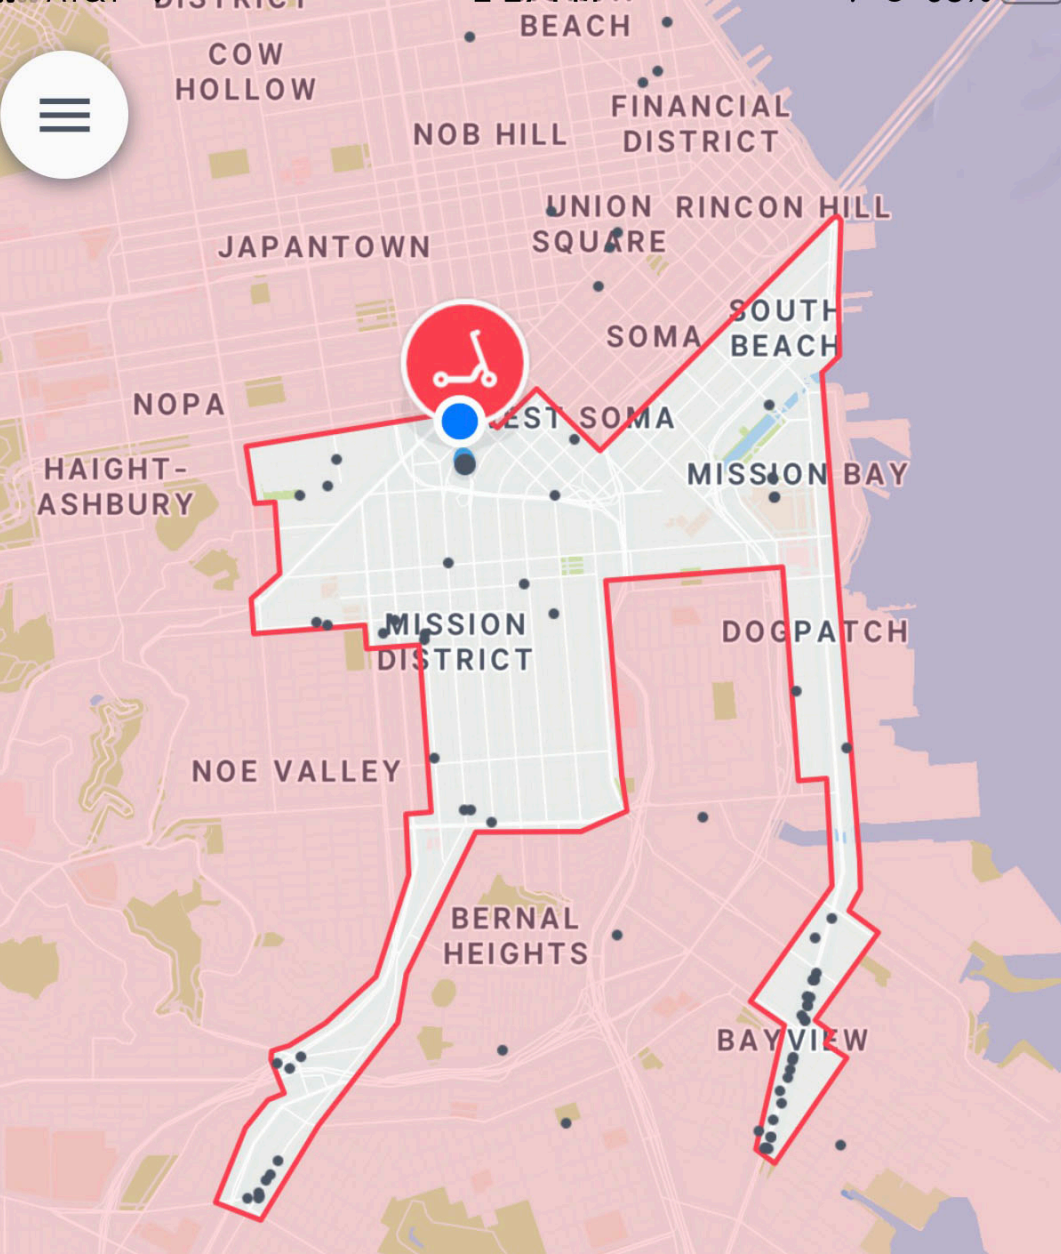 DISTRICT
BEACH
COW
HOLLOW
FINANCIAL
DISTRICT
NOB HILL
UNION
SQUARE
RINCON HILL
JAPANTOWN
SOUTH
BEACH
SOMA
NOPA
EST SOMA
HAIGHT-
ASHBURY
MISSION BAY
MISSION
DISTRICT
DOGPATCH
NOE VALLEY
BERNAL
HEIGHTS
BAYVIEW